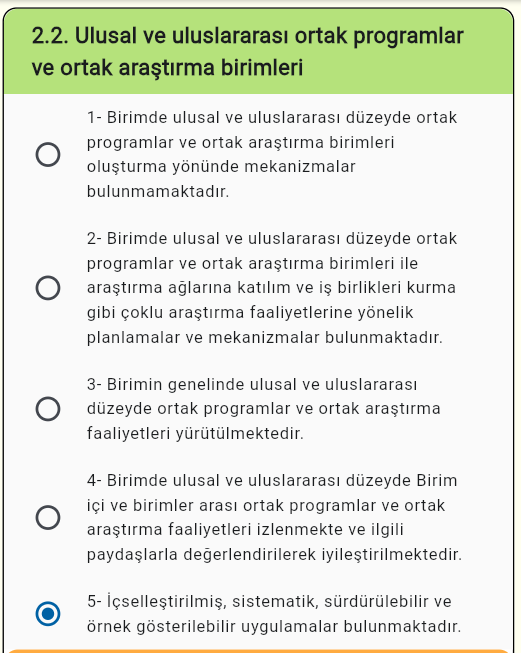 2.2. Ulusal ve uluslararası ortak programlar
ve ortak araştırma birimleri
1- Birimde ulusal ve uluslararası düzeyde ortak
programlar ve ortak araştırma birimleri
oluşturma yönünde mekanizmalar
bulunmamaktadır.
2- Birimde ulusal ve uluslararası düzeyde ortak
programlar ve ortak araştırma birimleri ile
araştırma ağlarına katılım ve iş birlikleri kurma
gibi çoklu araştırma faaliyetlerine yönelik
planlamalar ve mekanizmalar bulunmaktadır.
3- Birimin genelinde ulusal ve uluslararası
düzeyde ortak programlar ve ortak araştırma
faaliyetleri yürütülmektedir.
4- Birimde ulusal ve uluslararası düzeyde Birim
içi ve birimler arası ortak programlar ve ortak
araştırma faaliyetleri izlenmekte ve ilgili
paydaşlarla değerlendirilerek iyileştirilmektedir.
5- İçselleştirilmiş, sistematik, sürdürülebilir ve
örnek gösterilebilir uygulamalar bulunmaktadır.